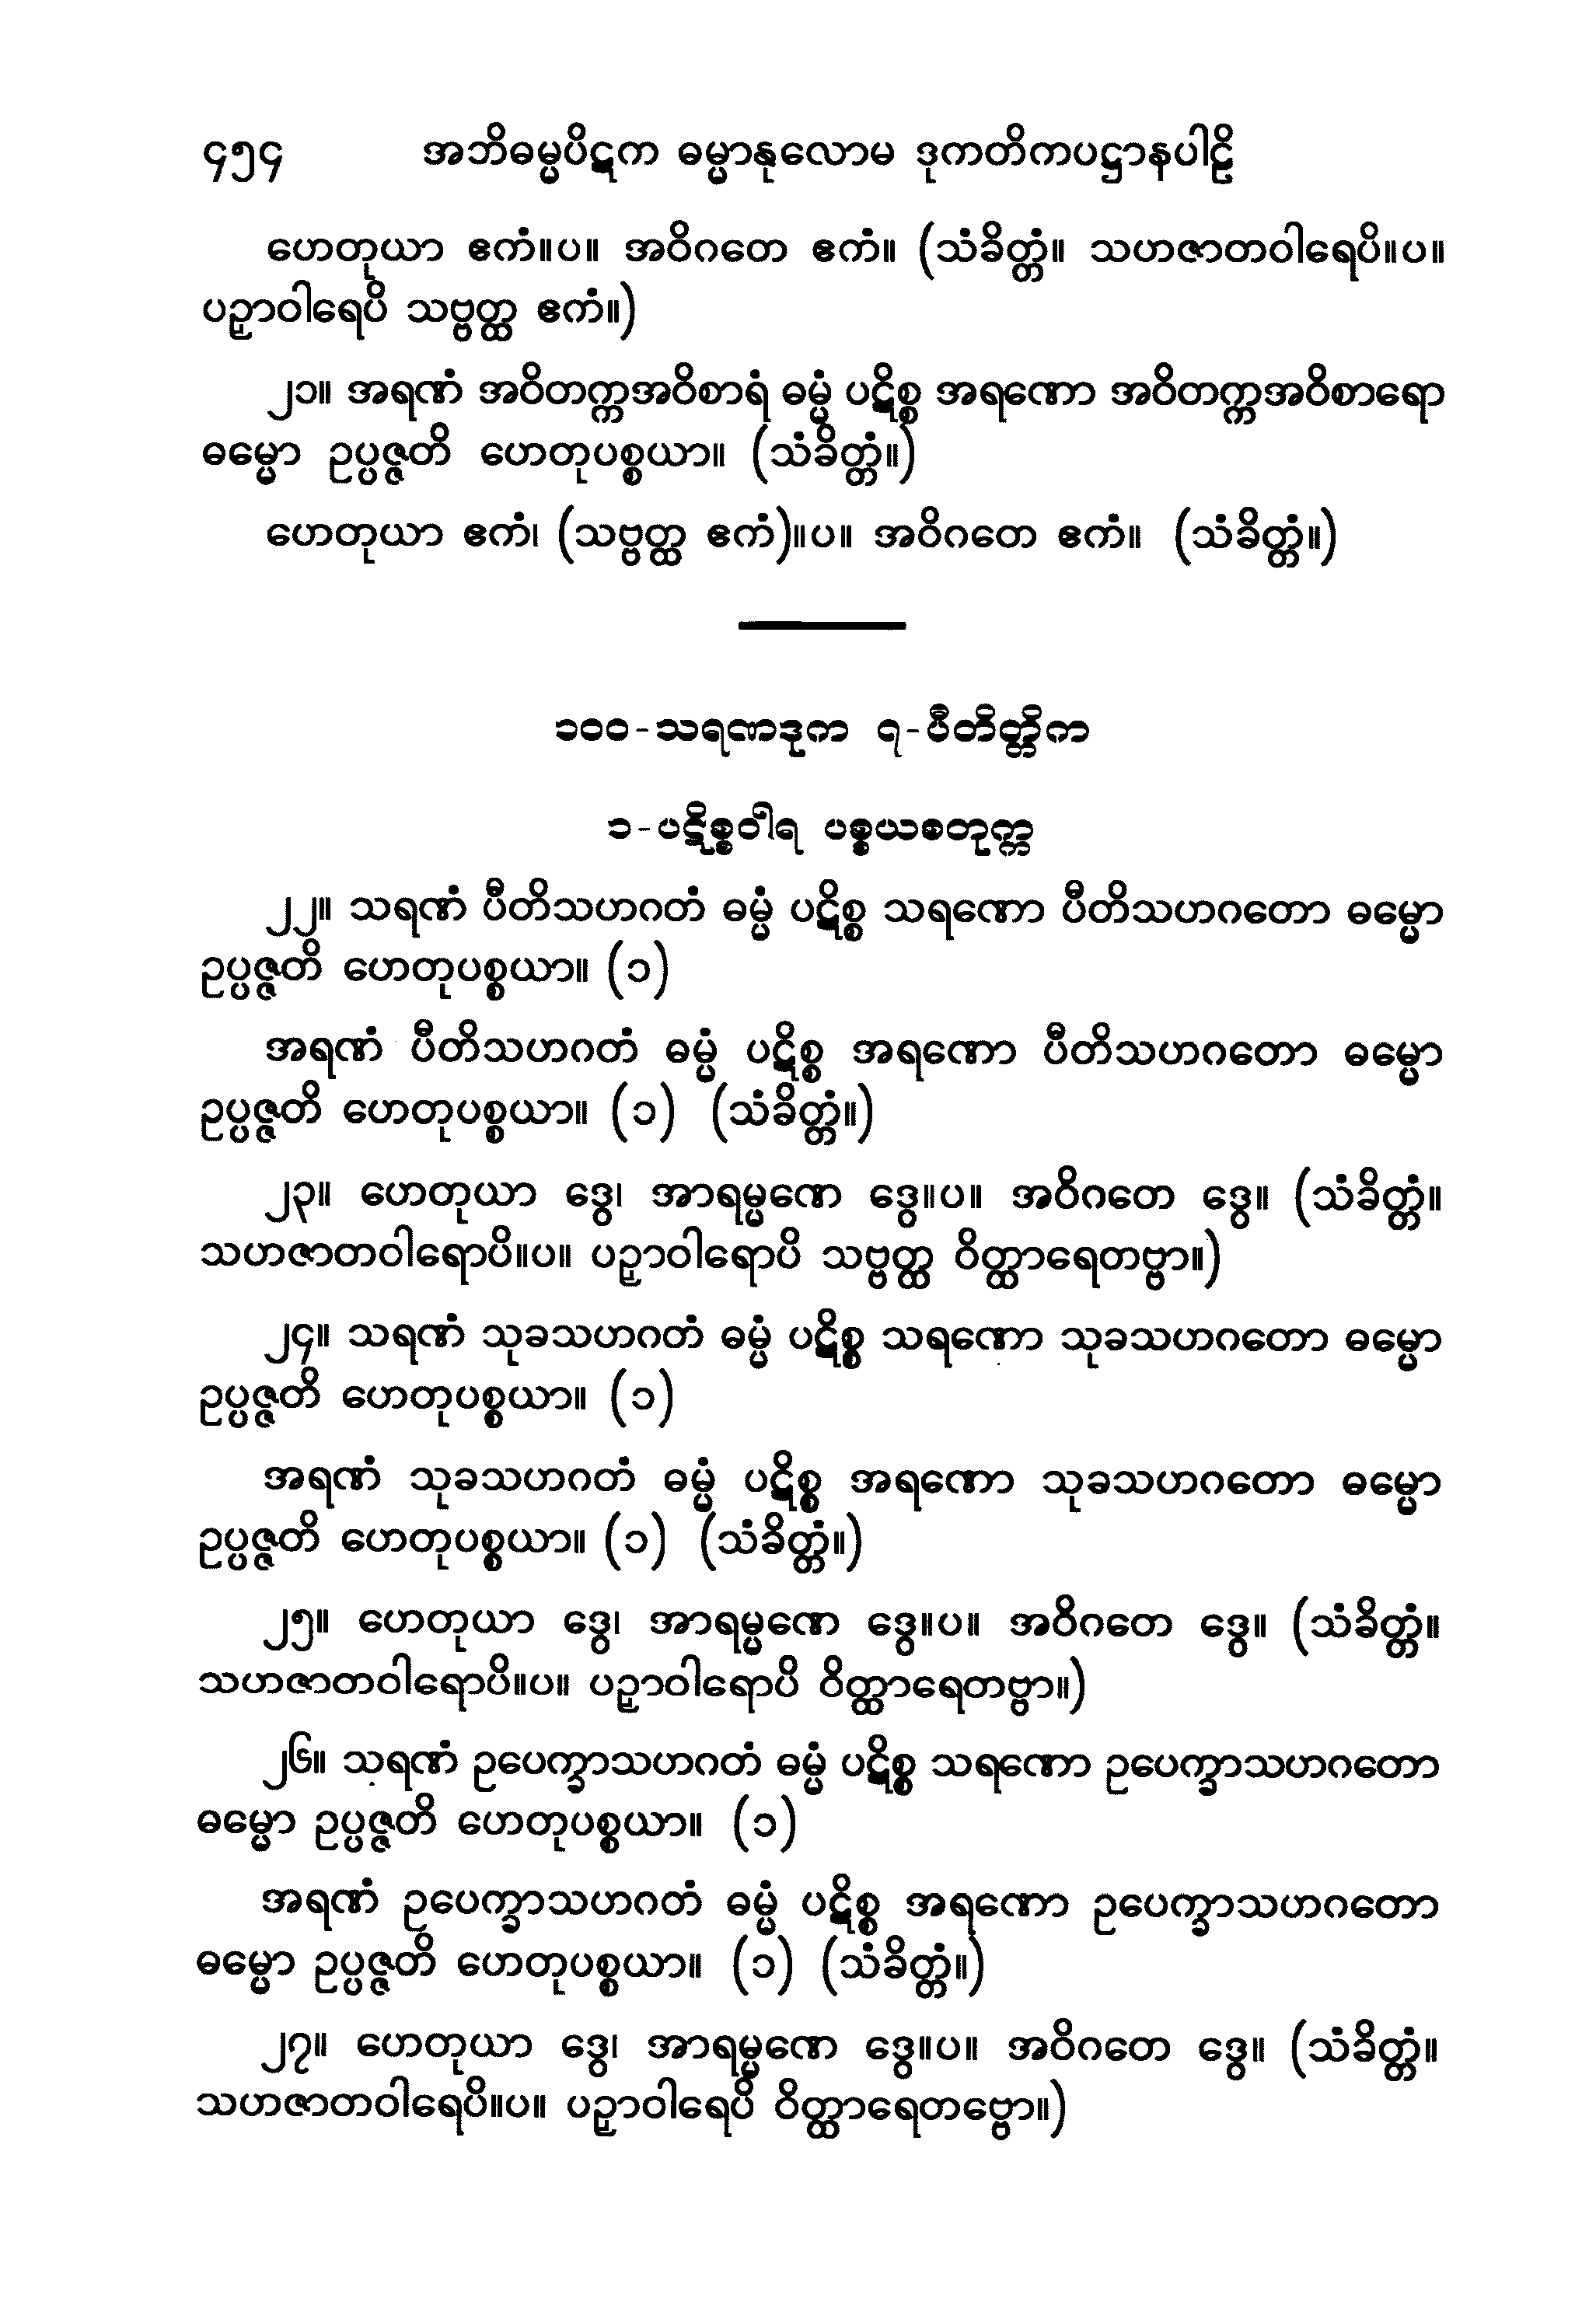 ၄၅၄ အဘိဓမ္မပိဋက ဓမ္မာနုလောမ ဒုကတိကပဋ္ဌာနပါဠိ
ဟေတုယာ ဧကံ။ပ။ အဝိဂတေ ဧကံ။ (သံခိတ္တံ။ သဟဇာတဝါရေပိ။ပ။
ပဉှာဝါရေပိ သဗ္ဗတ္ထ ဧကံ။)
၂၁။ အရဏံ အဝိတက္ကအဝိစာရံ ဓမ္မံ ပဋိစ္စ အရဏော အဝိတက္ကအဝိစာရော
ဓမ္မော ဥပ္ပဇ္ဇတိ ဟေတုပစ္စယာ။ (သံခိတ္တံ။)
ဟေတုယာ ဧကံ၊ (သဗ္ဗတ္ထ ဧကံ)။ပ။ အဝိဂတေ ဧကံ။ (သံခိတ္တံ။)
၁၀၀-သရဏဒုက ၇-ပီတိတ္တိက
၁-ပဋိစ္စဝါရ ပစ္စယစတုက္က
၂၂။ သရဏံ ပီတိသဟဂတံ ဓမ္မံ ပဋိစ္စ သရဏော ပီတိသဟဂတော ဓမ္မော
ဥပ္ပဇ္ဇတိ ဟေတုပစ္စယာ။ (၁)
အရဏံ ပီတိသဟဂတံ ဓမ္မံ ပဋိစ္စ အရဏော ပီတိသဟဂတော ဓမ္မော
ဥပ္ပဇ္ဇတိ ဟေတုပစ္စယာ။ (၁) (သံခိတ္တံ။)
၂၃။ ဟေတုယာ ဒွေ၊ အာရမ္မဏေ ဒွေ။ပ။ အဝိဂတေ ဒွေ။ (သံခိတ္တံ။
သဟဇာတဝါရောပိ။ပ။ ပဉှာဝါရောပိ သဗ္ဗတ္ထ ဝိတ္ထာရေတဗ္ဗာ။)
၂၄။ သရဏံ သုခသဟဂတံ ဓမ္မံ ပဋိစ္စ သရဏော သုခသဟဂတော ဓမ္မော
ဥပ္ပဇ္ဇတိ ဟေတုပစ္စယာ။ (၁)
အရဏံ သုခသဟဂတံ ဓမ္မံ ပဋိစ္စ အရဏော သုခသဟဂတော ဓမ္မော
ဥပ္ပဇ္ဇတိ ဟေတုပစ္စယာ။ (၁) (သံခိတ္တံ။)
၂၅။ ဟေတုယာ ဒွေ၊ အာရမ္မဏေ ဒွေ။ပ။ အဝိဂတေ ဒွေ။ (သံခိတ္တံ။
သဟဇာတဝါရောပိ။ပ။ ပဉှာဝါရောပိ ဝိတ္ထာရေတဗ္ဗာ။)
၂၆။ သရဏံ ဥပေက္ခာသဟဂတံ ဓမ္မံ ပဋိစ္စ သရဏော ဥပေက္ခာသဟဂတော
ဓမ္မော ဥပ္ပဇ္ဇတိ ဟေတုပစ္စယာ။ (၁)
အရဏံ ဥပေက္ခာသဟဂတံ ဓမ္မံ ပဋိစ္စ အရဏော ဥပေက္ခာသဟဂတော
ဓမ္မော ဥပ္ပဇ္ဇတိ ဟေတုပစ္စယာ။ (၁) (သံခိတ္တံ။)
၂၇။ ဟေတုယာ ဒွေ၊ အာရမ္မဏေ ဒွေ။ပ။ အဝိဂတေ ဒွေ။ (သံခိတ္တံ။
သဟဇာတဝါရေပိ။ပ။ ပဉှာဝါရေပိ ဝိတ္ထာရေတဗ္ဗော။)